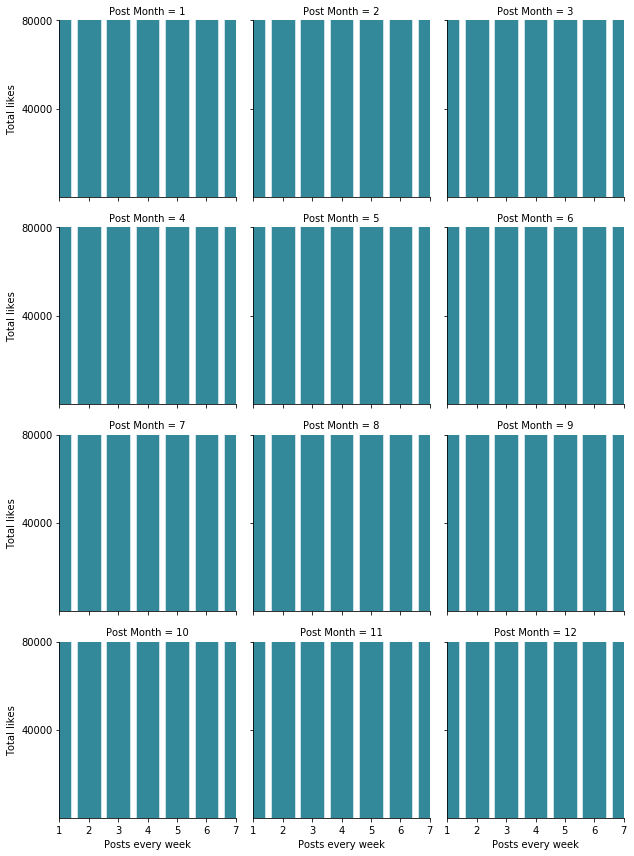 Post Month = 1
Post Month = 2
Post Month = 3
80000
40000
Total likes
Post Month = 4
Post Month = 5
Post Month = 6
80000
40000
Total likes
Post Month = 7
Post Month = 8
Post Month = 9
80000
40000
Total likes
Post Month = 10
Post Month = 11
Post Month = 12
80000
40000
Total likes
1 2 3 4 5 6 7
1 2 3 4 5 6 7
1 2 3 4 5 6 7
Posts every week
Posts every week
Posts every week